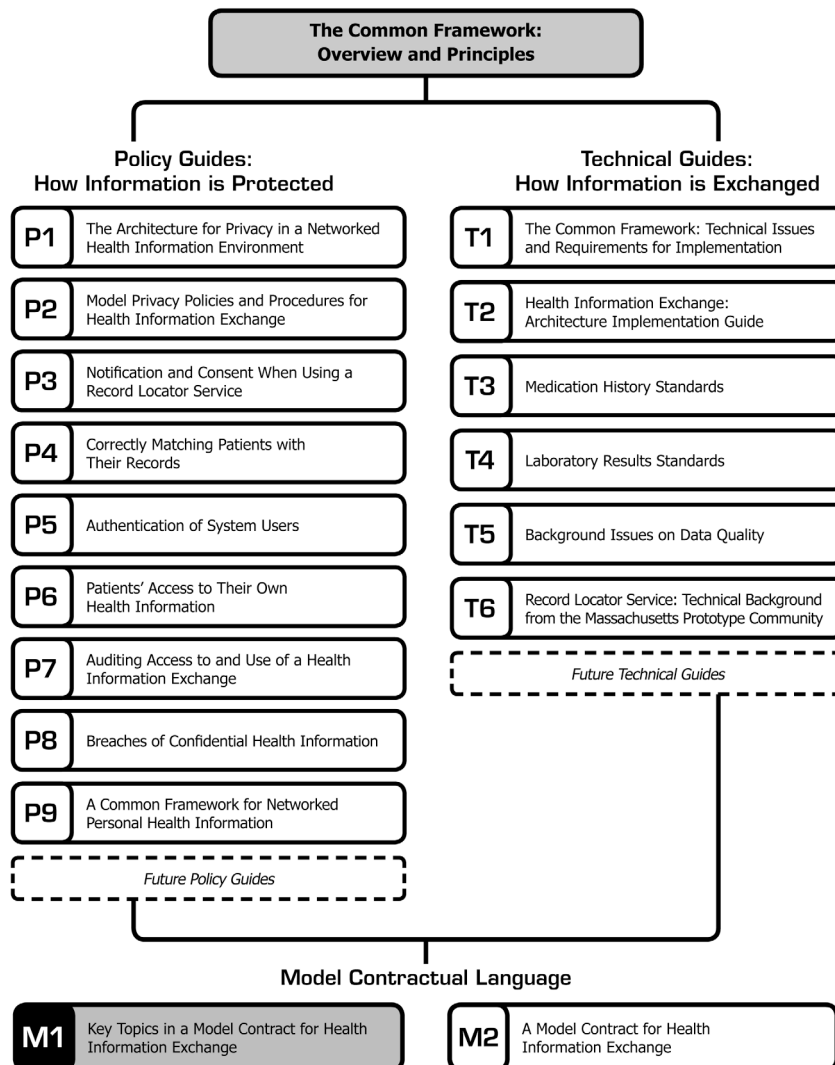 The Common Framework:
Overview and Principles
Policy Guides:
How Information is Protected
P1
The Architecture for Privacy in a Networked
Health Information Environment
P2
Model Privacy Policies and Procedures for
Health Information Exchange
P3
Notification and Consent When Using a
Record Locator Service
P4
Correctly Matching Patients with
Their Records
P5
Authentication of System Users
P6
Patients’ Access to Their Own
Health Information
P7
Auditing Access to and Use of a Health
Information Exchange
P8
Breaches of Confidential Health Information
P9
A Common Framework for Networked
Personal Health Information
Future Policy Guides
Technical Guides:
How Information is Exchanged
T1
The Common Framework: Technical Issues
and Requirements for Implementation
T2
Health Information Exchange:
Architecture Implementation Guide
T3
Medication History Standards
T4
Laboratory Results Standards
T5
Background Issues on Data Quality
T6
Record Locator Service: Technical Background
from the Massachusetts Prototype Community
Future Technical Guides
Model Contractual Language
M1
Key Topics in a Model Contract for Health
Information Exchange
M2
A Model Contract for Health
Information Exchange